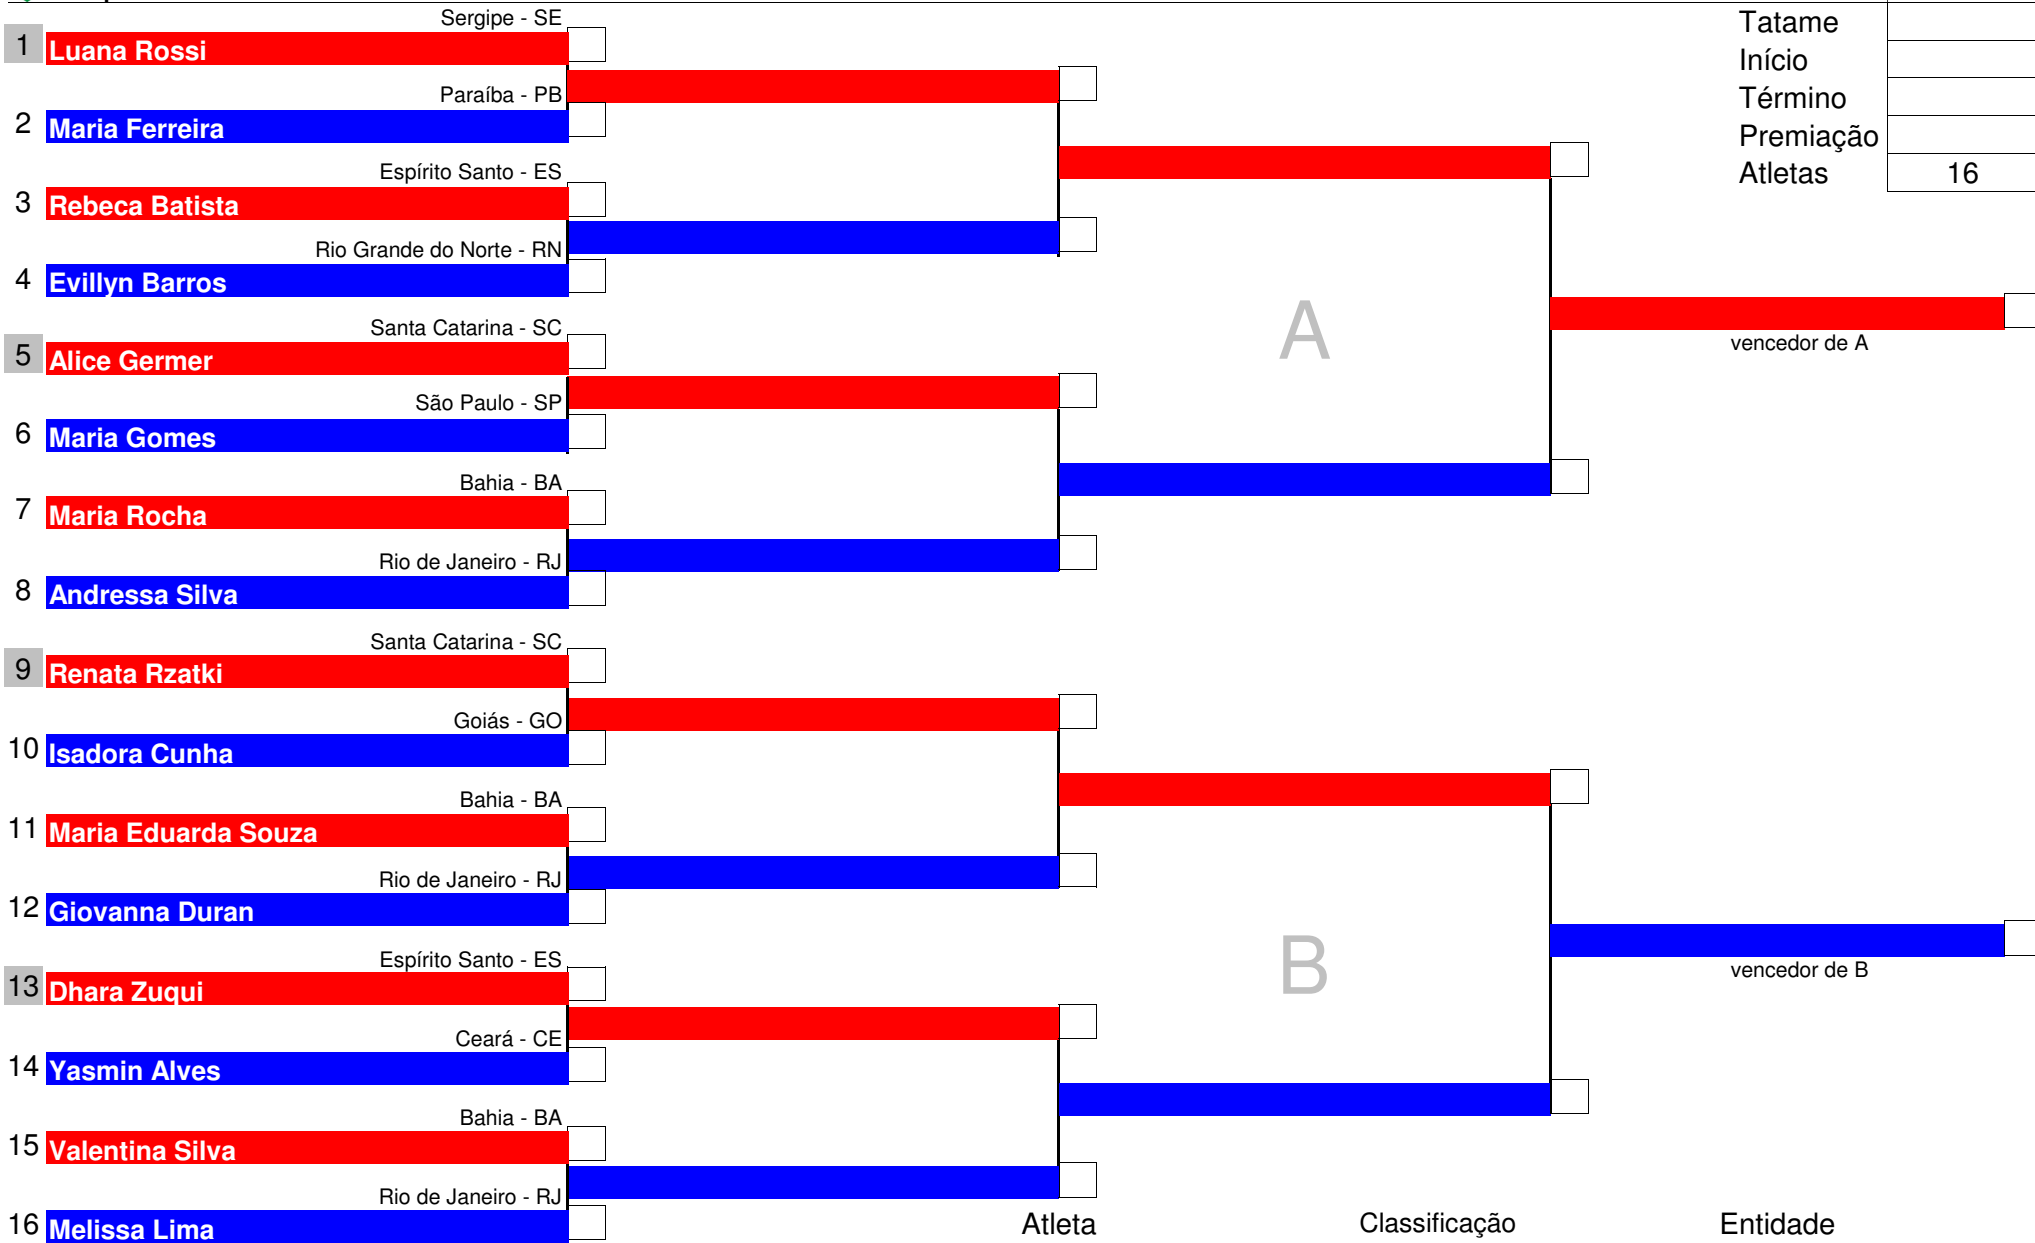 Sergipe - SE
1 Luana Rossi
Paraíba - PB
2 Maria Ferreira
Espírito Santo - ES
3 Rebeca Batista
Rio Grande do Norte - RN
4 Evillyn Barros
Santa Catarina - SC
5 Alice Germer
São Paulo - SP
6 Maria Gomes
Bahia - BA
7 Maria Rocha
Rio de Janeiro - RJ
8 Andressa Silva
Santa Catarina - SC
9 Renata Rzatki
Goiás - GO
10 Isadora Cunha
Bahia - BA
11 Maria Eduarda Souza
Rio de Janeiro - RJ
12 Giovanna Duran
Espírito Santo - ES
13 Dhara Zuqui
Ceará - CE
14 Yasmin Alves
Bahia - BA
15 Valentina Silva
Rio de Janeiro - RJ
16 Melissa Lima
A
B
Tatame
Início
Término
Premiação
Atletas 16
vencedor de A
vencedor de B
Atleta Classificação Entidade